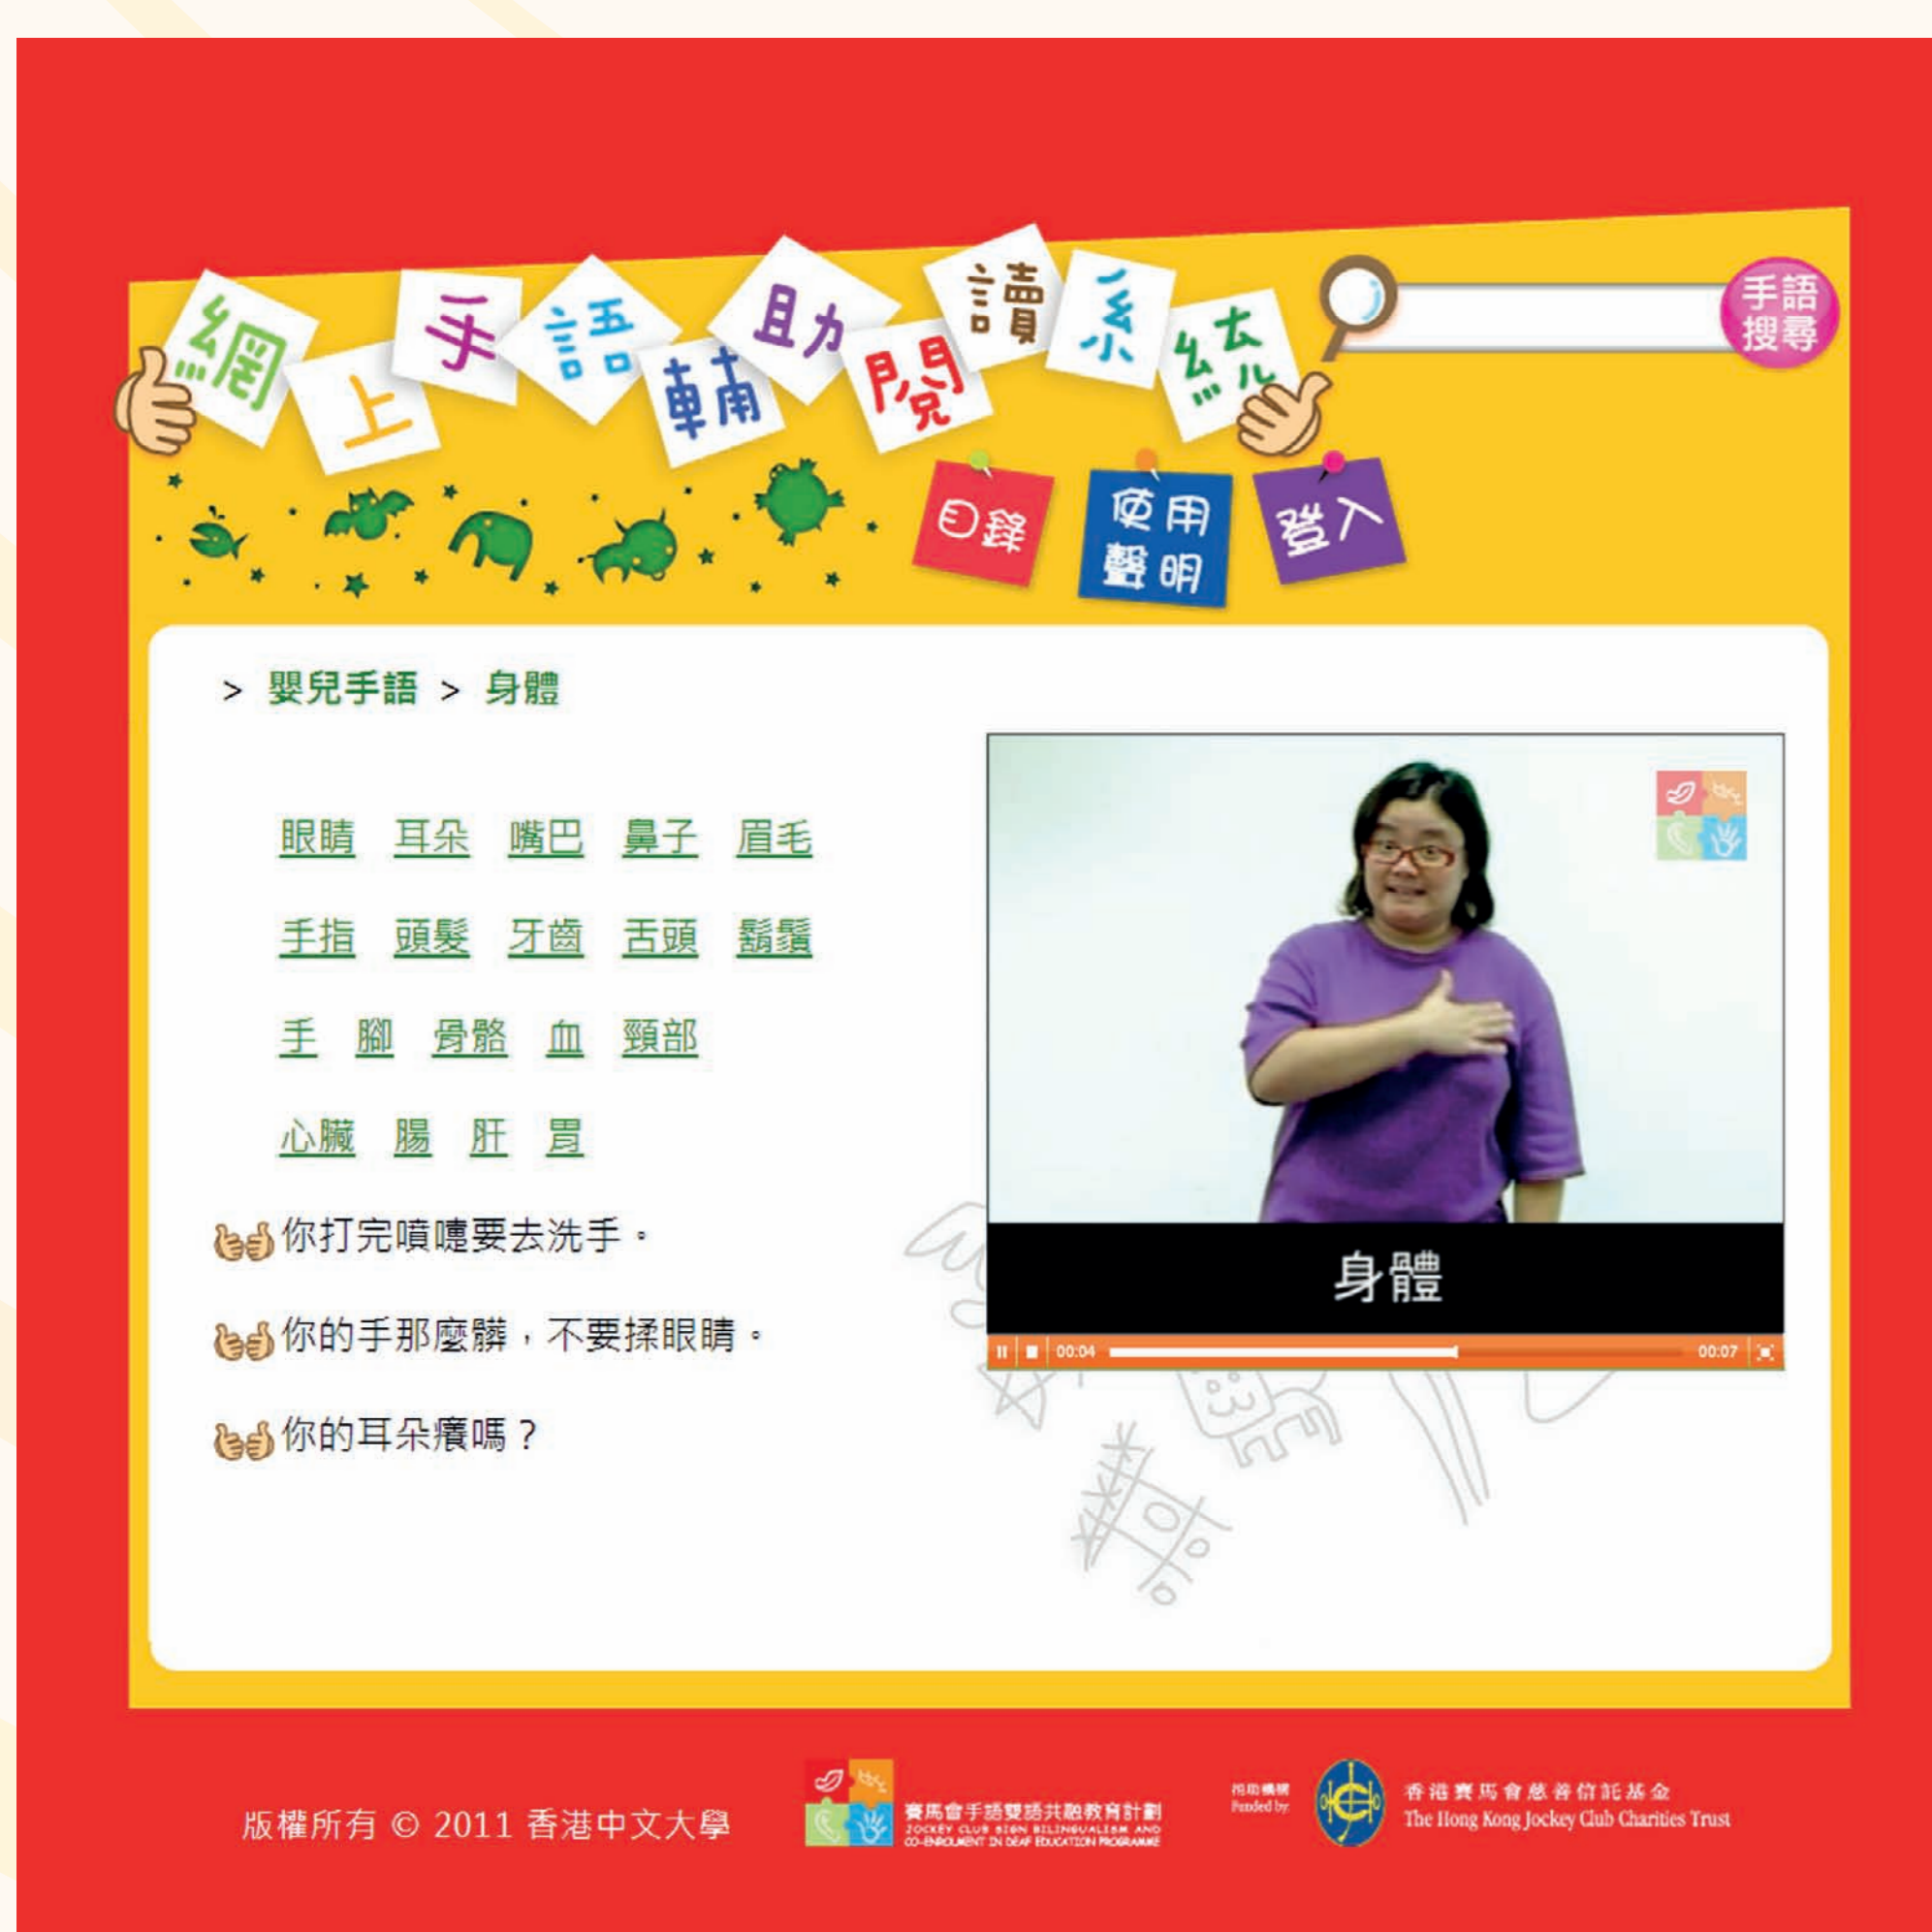 網上手語輔助閱讀系統
手語
搜尋
目錄
使用
聲明
登入
> 嬰兒手語 > 身體
眼睛 耳朵 嘴巴 鼻子 眉毛
手指 頭髮 牙齒 舌頭 鬍鬚
手 腳 骨骼 血 頸部
心臟 腸 肝 胃
你打完噴嚏要去洗手。
你的手那麼髒，不要揉眼睛。
你的耳朵癢嗎？
身體
00:04
00:07
版權所有 © 2011 香港中文大學
賽馬會手語雙語共融教育計劃
JOCKEY CLUB SIGN BILINGUALISM AND
CO-ENROLMENT IN DEAF EDUCATION PROGRAMME
捐助機構
Funded by:
香港賽馬會慈善信託基金
The Hong Kong Jockey Club Charities Trust